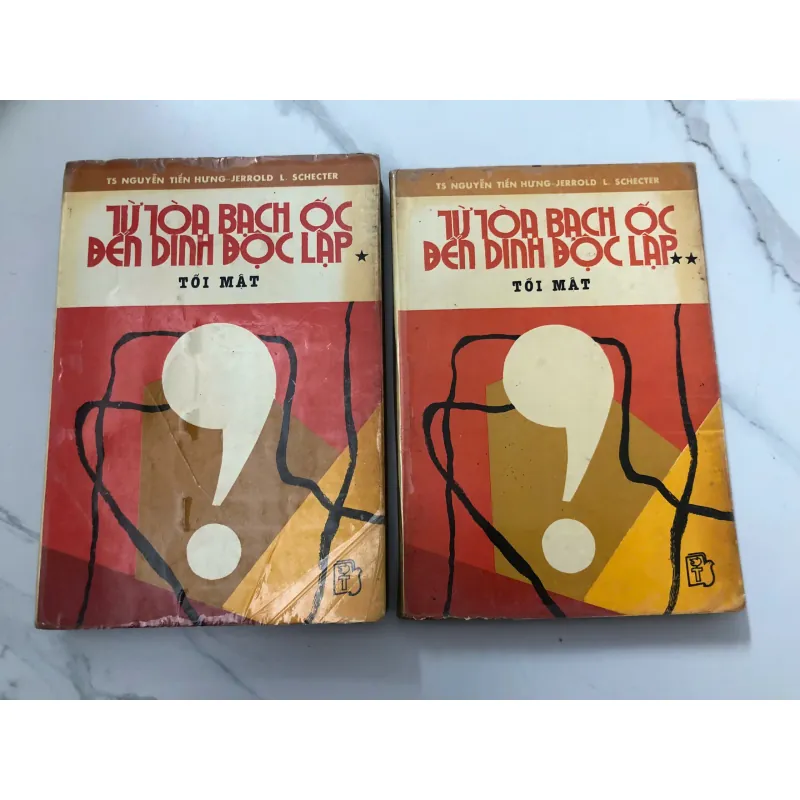 TS NGUYỄN TIẾN HƯNG-JERROLD L. SCHECTER
TỪ TÒA BẠCH ỐC
ĐẾN DINH ĐỘC LẬP *
TỐI MẬT
TS NGUYỄN TIẾN HƯNG-JERROLD L. SCHECTER
TỪ TÒA BẠCH ỐC
ĐẾN DINH ĐỘC LẬP **
TỐI MẬT